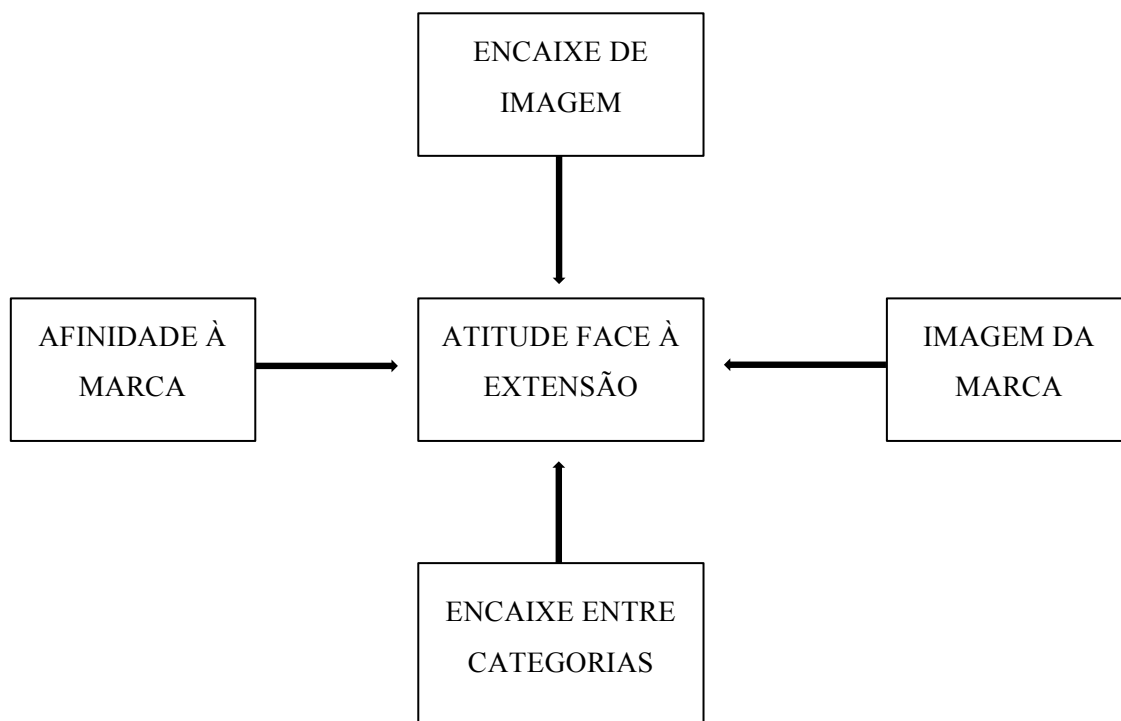 ENCAIXE DE
IMAGEM
AFINIDADE À
MARCA
ATITUDE FACE À
EXTENSÃO
IMAGEM DA
MARCA
ENCAIXE ENTRE
CATEGORIAS